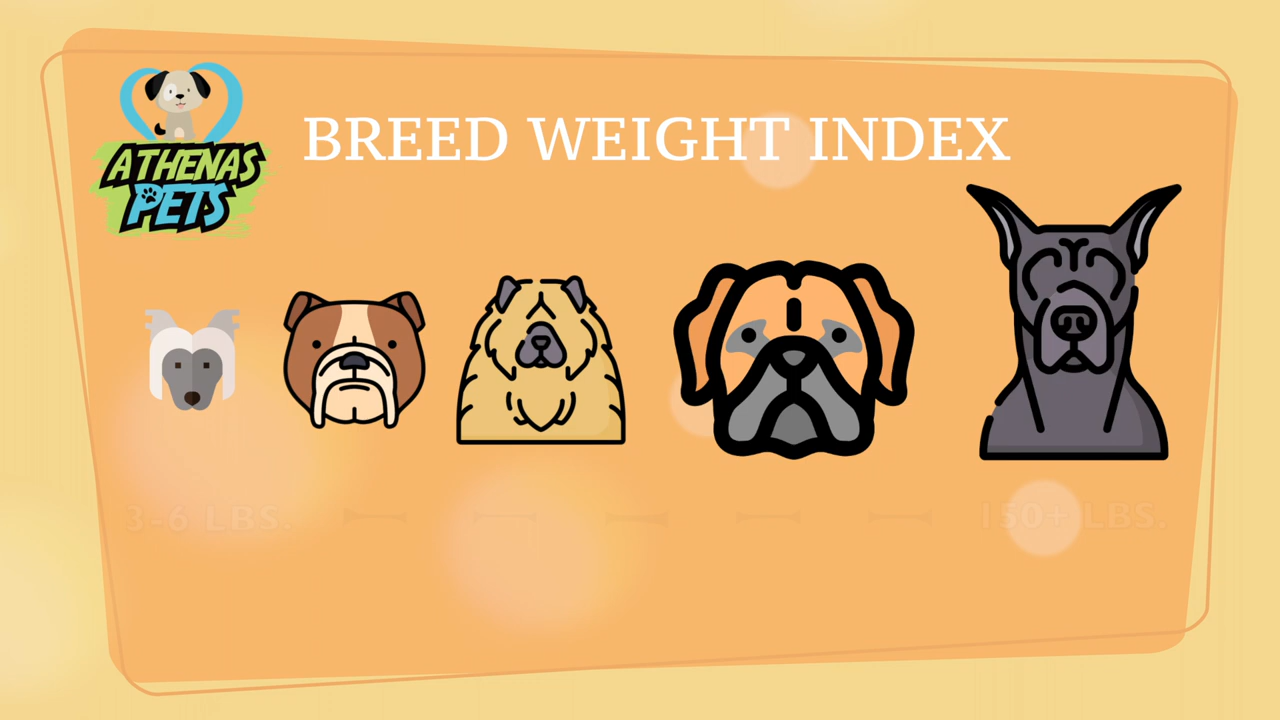 ATHENAS
PETS
BREED WEIGHT INDEX
3-6 LBS.
150+ LBS.